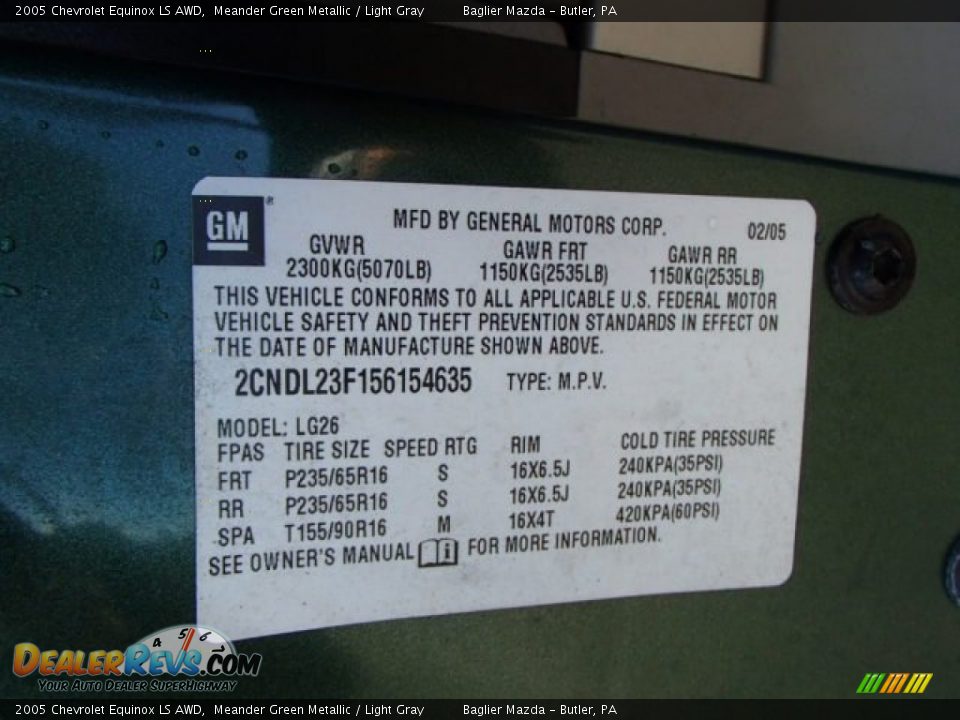 2005 Chevrolet Equinox LS AWD, Meander Green Metallic / Light Gray Baglier Mazda - Butler, PA
GM ®
MFD BY GENERAL MOTORS CORP. 02/05
GVWR GAWR FRT GAWR RR
2300KG(5070LB) 1150KG(2535LB) 1150KG(2535LB)
THIS VEHICLE CONFORMS TO ALL APPLICABLE U.S. FEDERAL MOTOR
VEHICLE SAFETY AND THEFT PREVENTION STANDARDS IN EFFECT ON
THE DATE OF MANUFACTURE SHOWN ABOVE.
2CNDL23F156154635 TYPE: M.P.V.
MODEL: LG26
FPAS TIRE SIZE SPEED RTG RIM COLD TIRE PRESSURE
FRT P235/65R16 S 16X6.5J 240KPA(35PSI)
RR P235/65R16 S 16X6.5J 240KPA(35PSI)
SPA T155/90R16 M 16X4T 420KPA(60PSI)
SEE OWNER'S MANUAL i FOR MORE INFORMATION.
4 5 6 7
DEALERREVS.COM
YOUR AUTO DEALER SUPERHIGHWAY
2005 Chevrolet Equinox LS AWD, Meander Green Metallic / Light Gray Baglier Mazda - Butler, PA